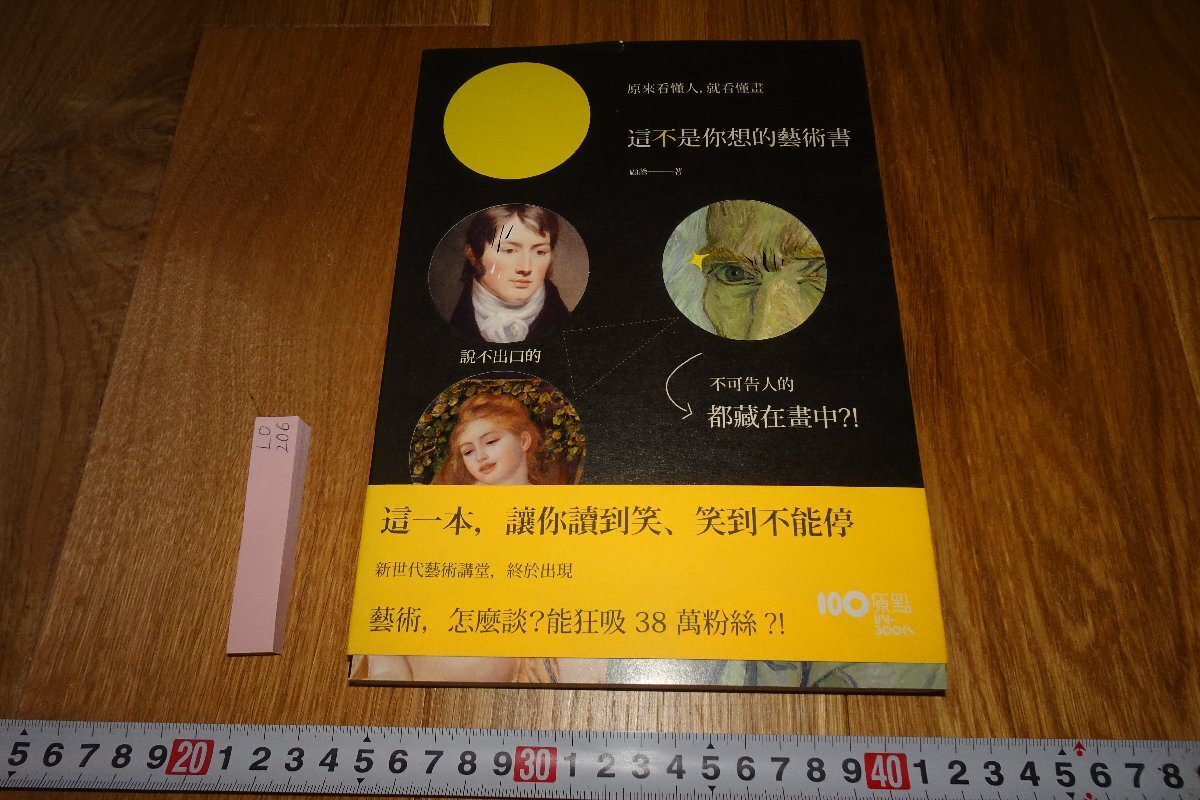 原來看懂人,就看懂畫
這不是你想的藝術書
顧爺——著
說不出口的
不可告人的
都藏在畫中?!
這一本, 讓你讀到笑、笑到不能停
新世代藝術講堂, 終於出現
藝術, 怎麼談?能狂吸 38 萬粉絲?!
原點
LO
206
5 6 7 8 9 20 1 2 3 4 5 6 7 8 9 30 1 2 3 4 5 6 7 8 9 40 1 2 3 4 5 6 7 8